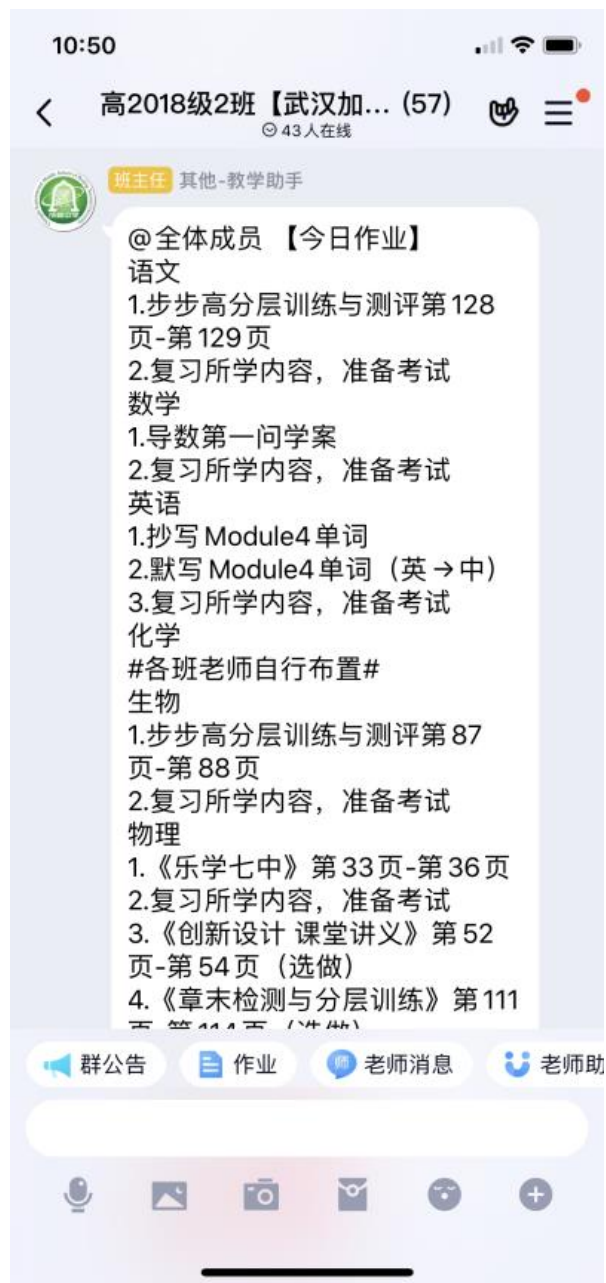 10:50
高2018级2班【武汉加... (57)
43人在线
班主任 其他-教学助手
@全体成员 【今日作业】
语文
1.步步高分层训练与测评第128
页-第129页
2.复习所学内容，准备考试
数学
1.导数第一问学案
2.复习所学内容，准备考试
英语
1.抄写Module4单词
2.默写Module4单词（英→中）
3.复习所学内容，准备考试
化学
#各班老师自行布置#
生物
1.步步高分层训练与测评第87
页-第88页
2.复习所学内容，准备考试
物理
1.《乐学七中》第33页-第36页
2.复习所学内容，准备考试
3.《创新设计 课堂讲义》第52
页-第54页（选做）
4.《章末检测与分层训练》第111
页-第114页（选做）
群公告 作业 师 老师消息 老师助